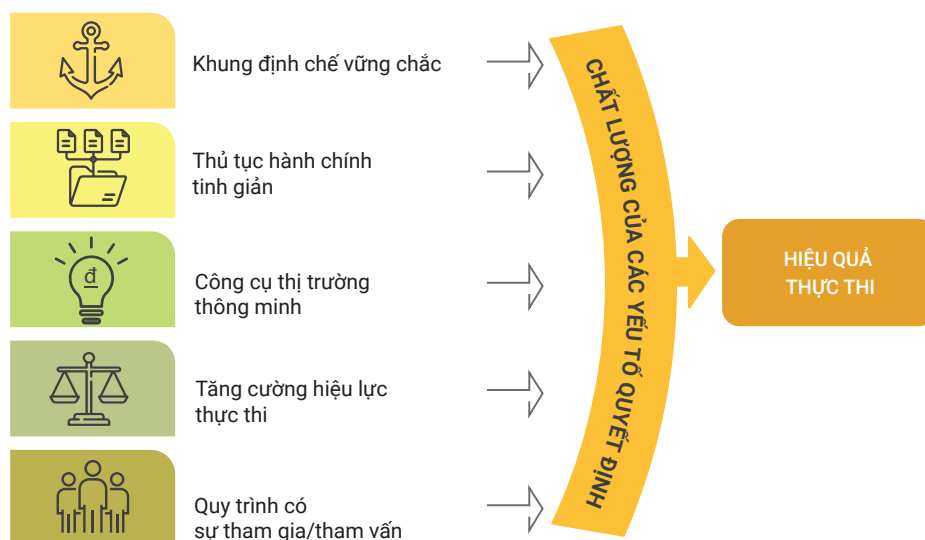 Khung định chế vững chắc
Thủ tục hành chính
tinh giản
đ
Công cụ thị trường
thông minh
Tăng cường hiệu lực
thực thi
Quy trình có
sự tham gia/tham vấn
CHẤT LƯỢNG CỦA CÁC YẾU TỐ QUYẾT ĐỊNH
HIỆU QUẢ
THỰC THI